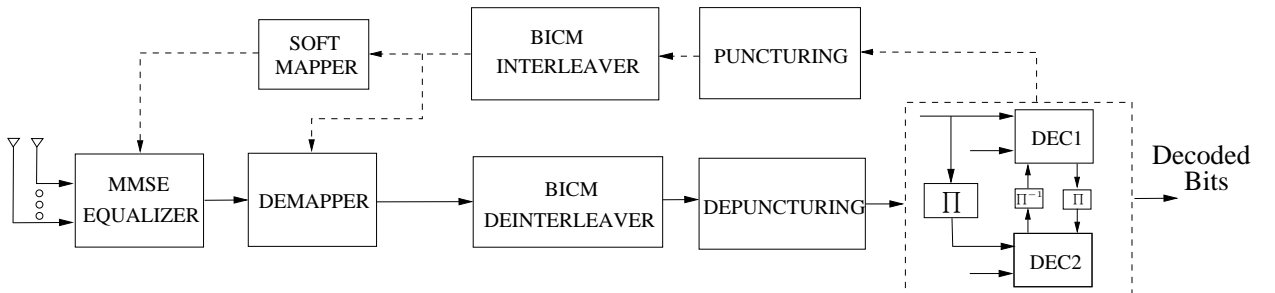 SOFT
MAPPER
BICM
INTERLEAVER
PUNCTURING
MMSE
EQUALIZER
DEMAPPER
BICM
DEINTERLEAVER
DEPUNCTURING
DEC1
Π
Π⁻¹
Π
DEC2
Decoded
Bits